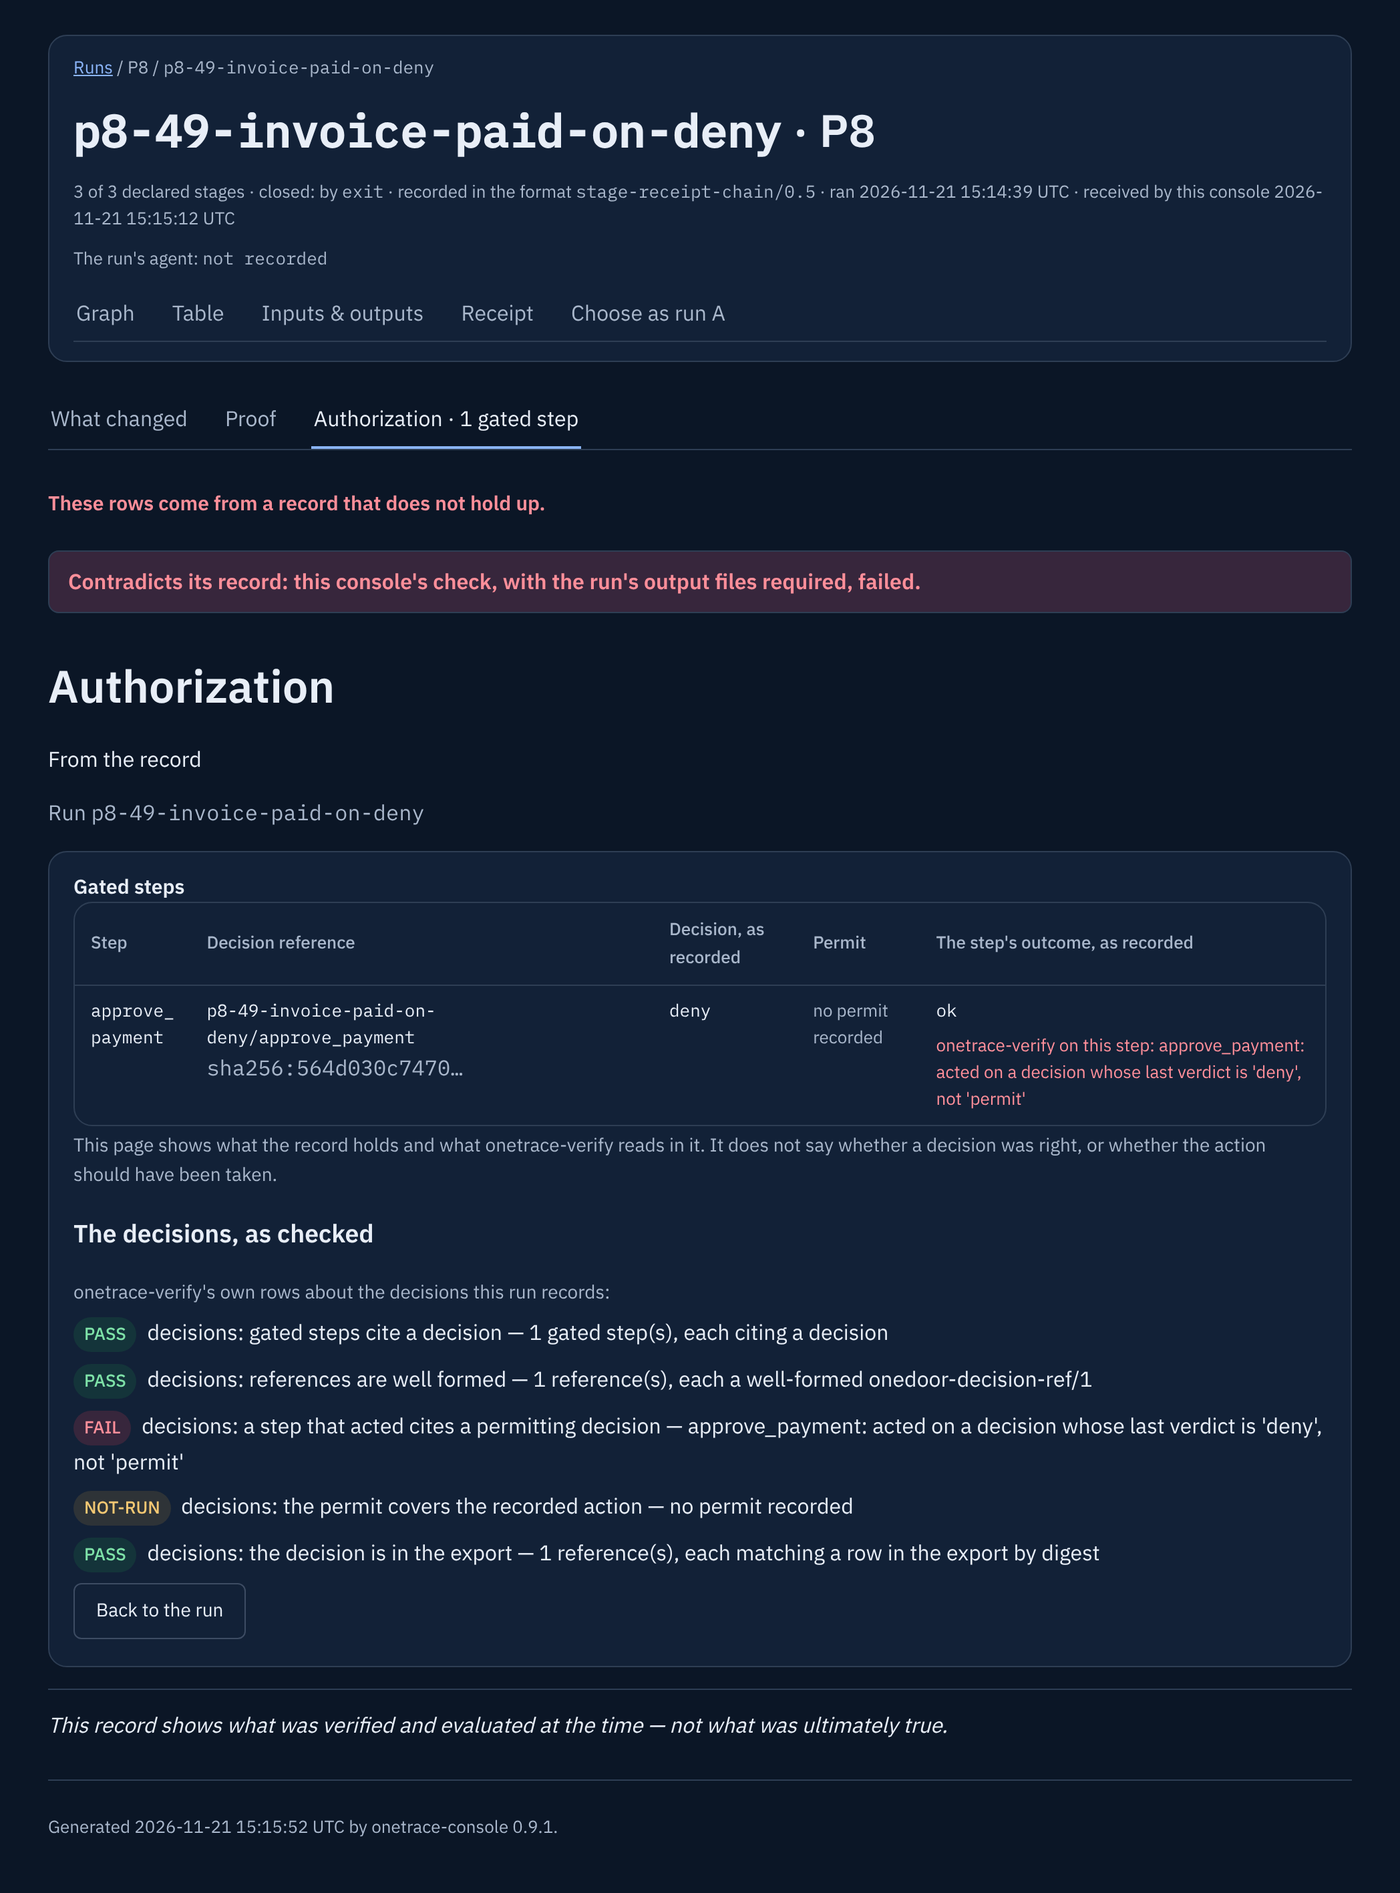 Runs / P8 / p8-49-invoice-paid-on-deny
p8-49-invoice-paid-on-deny · P8
3 of 3 declared stages · closed: by exit · recorded in the format stage-receipt-chain/0.5 · ran 2026-11-21 15:14:39 UTC · received by this console 2026-
11-21 15:15:12 UTC
The run's agent: not recorded
Graph Table Inputs & outputs Receipt Choose as run A
What changed Proof Authorization · 1 gated step
These rows come from a record that does not hold up.
Contradicts its record: this console's check, with the run's output files required, failed.
Authorization
From the record
Run p8-49-invoice-paid-on-deny
Gated steps
Step Decision reference Decision, as recorded Permit The step's outcome, as recorded
approve_
payment
p8-49-invoice-paid-on-
deny/approve_payment
sha256:564d030c7470…
deny
no permit
recorded
ok
onetrace-verify on this step: approve_payment:
acted on a decision whose last verdict is 'deny',
not 'permit'
This page shows what the record holds and what onetrace-verify reads in it. It does not say whether a decision was right, or whether the action
should have been taken.
The decisions, as checked
onetrace-verify's own rows about the decisions this run records:
PASS decisions: gated steps cite a decision — 1 gated step(s), each citing a decision
PASS decisions: references are well formed — 1 reference(s), each a well-formed onedoor-decision-ref/1
FAIL decisions: a step that acted cites a permitting decision — approve_payment: acted on a decision whose last verdict is 'deny',
not 'permit'
NOT-RUN decisions: the permit covers the recorded action — no permit recorded
PASS decisions: the decision is in the export — 1 reference(s), each matching a row in the export by digest
Back to the run
This record shows what was verified and evaluated at the time — not what was ultimately true.
Generated 2026-11-21 15:15:52 UTC by onetrace-console 0.9.1.